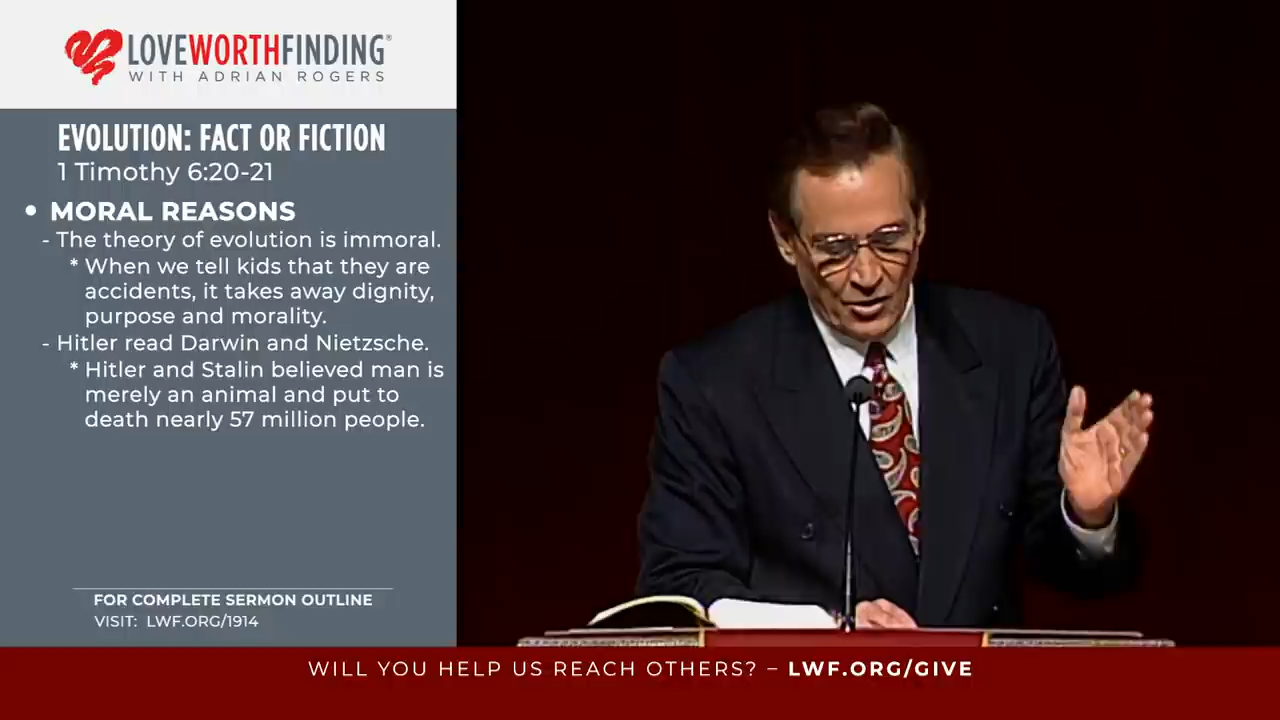 LOVEWORTHFINDING®
WITH ADRIAN ROGERS
EVOLUTION: FACT OR FICTION
1 Timothy 6:20-21
• MORAL REASONS
- The theory of evolution is immoral.
* When we tell kids that they are
accidents, it takes away dignity,
purpose and morality.
- Hitler read Darwin and Nietzsche.
* Hitler and Stalin believed man is
merely an animal and put to
death nearly 57 million people.
FOR COMPLETE SERMON OUTLINE
VISIT: LWF.ORG/1914
WILL YOU HELP US REACH OTHERS? – LWF.ORG/GIVE